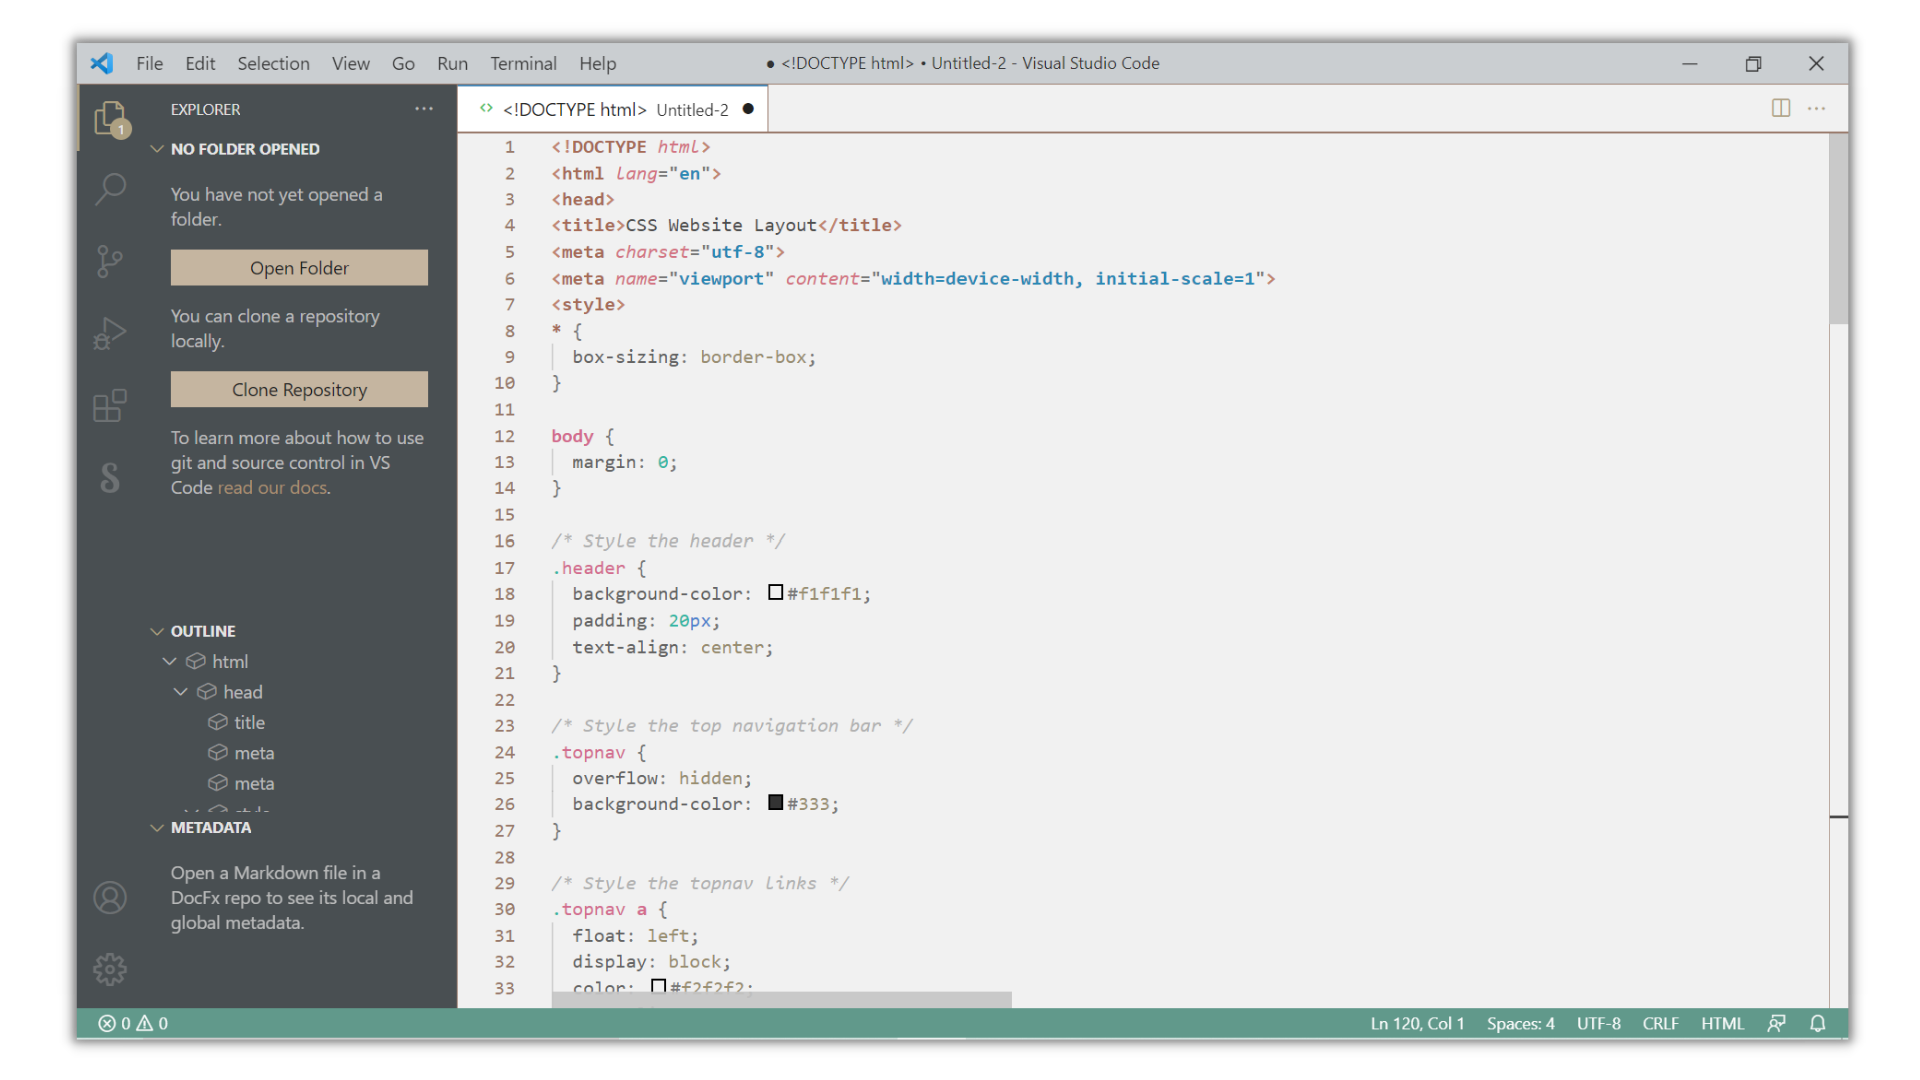 File Edit Selection View Go Run Terminal Help ● <!DOCTYPE html> • Untitled-2 - Visual Studio Code
EXPLORER ···
<!DOCTYPE html> Untitled-2 ●
1
NO FOLDER OPENED
You have not yet opened a
folder.
Open Folder
You can clone a repository
locally.
Clone Repository
To learn more about how to use
git and source control in VS
Code read our docs.
OUTLINE
html
head
title
meta
meta
style
METADATA
Open a Markdown file in a
DocFx repo to see its local and
global metadata.
1 <!DOCTYPE html>
2 <html lang="en">
3 <head>
4 <title>CSS Website Layout</title>
5 <meta charset="utf-8">
6 <meta name="viewport" content="width=device-width, initial-scale=1">
7 <style>
8 * {
9 box-sizing: border-box;
10 }
11
12 body {
13 margin: 0;
14 }
15
16 /* Style the header */
17 .header {
18 background-color: #f1f1f1;
19 padding: 20px;
20 text-align: center;
21 }
22
23 /* Style the top navigation bar */
24 .topnav {
25 overflow: hidden;
26 background-color: #333;
27 }
28
29 /* Style the topnav links */
30 .topnav a {
31 float: left;
32 display: block;
33 color: #f2f2f2;
0 0 Ln 120, Col 1 Spaces: 4 UTF-8 CRLF HTML